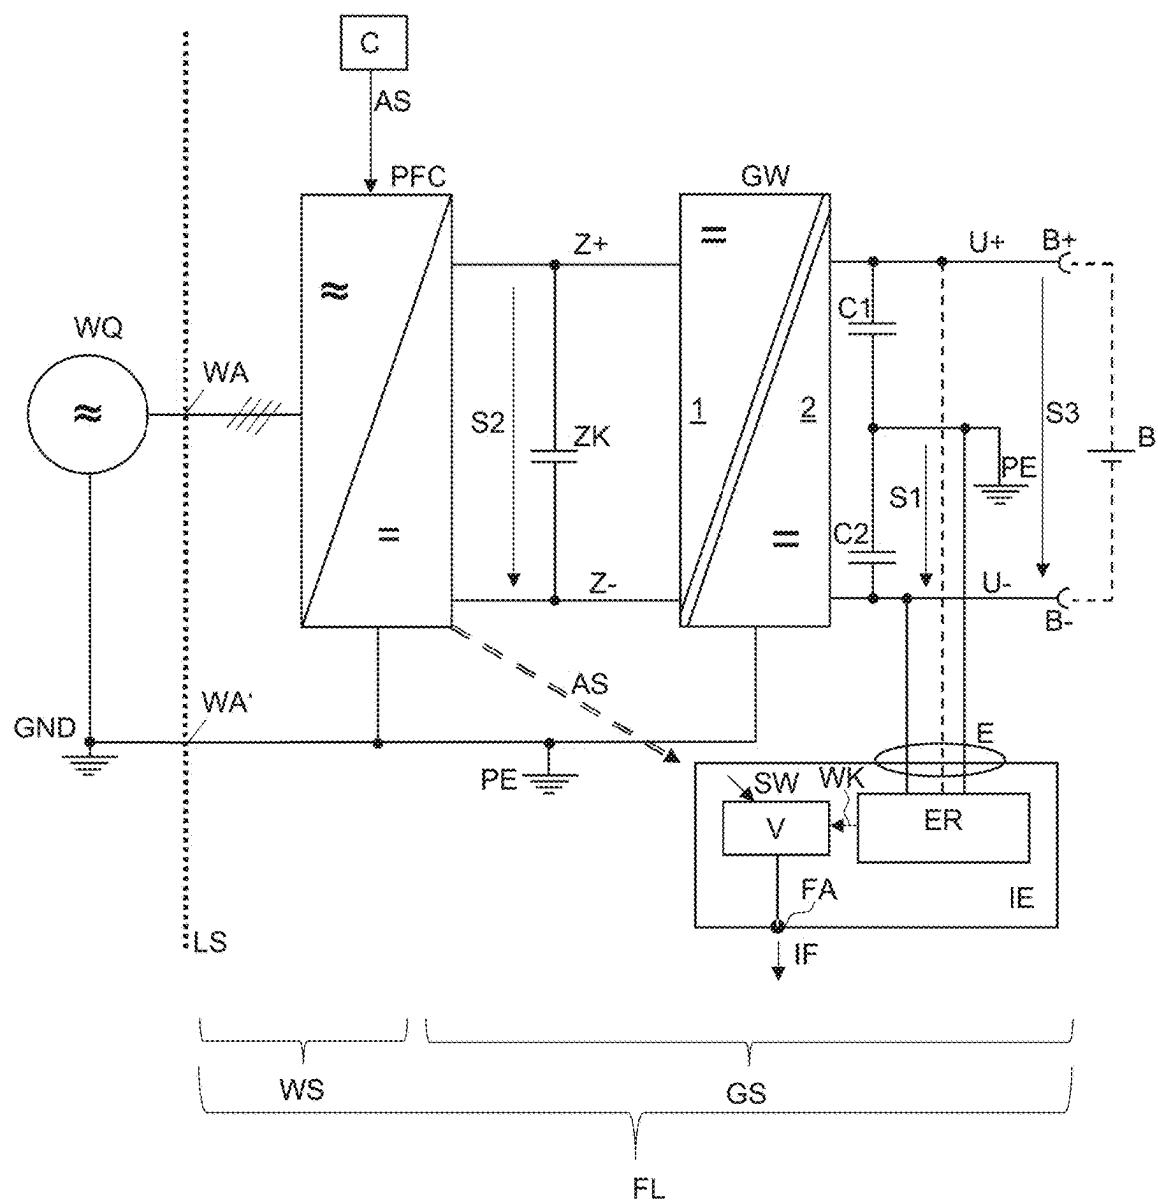 C
AS
PFC
GW
Z+
U+
B+
C1
WQ
WA
S2
ZK
1
2
S3
B
PE
S1
C2
Z-
U-
B-
AS
WA'
GND
PE
E
SW
WK
V
ER
FA
IE
LS
IF
WS
GS
FL